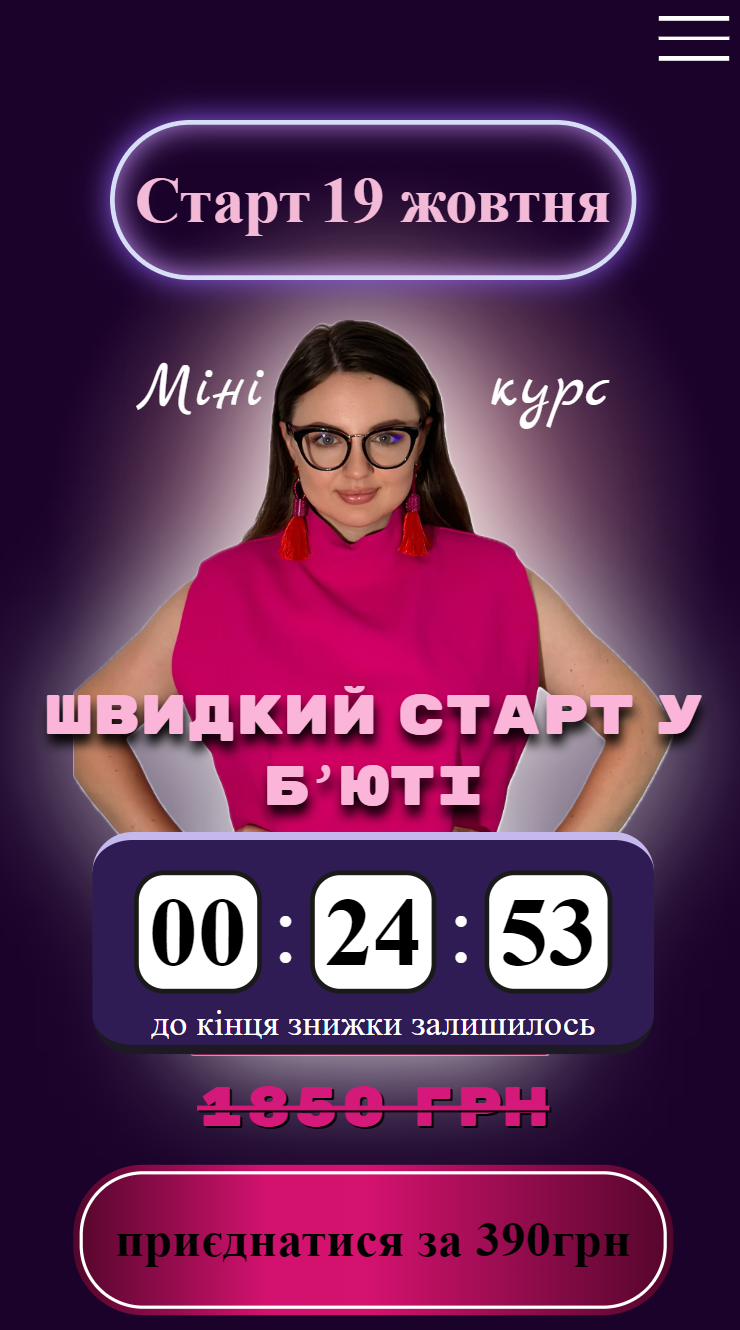 Старт 19 жовтня
Міні курс
ШВИДКИЙ СТАРТ У
Б’ЮТІ
00 : 24 : 53
до кінця знижки залишилось
1850 ГРН
приєднатися за 390грн